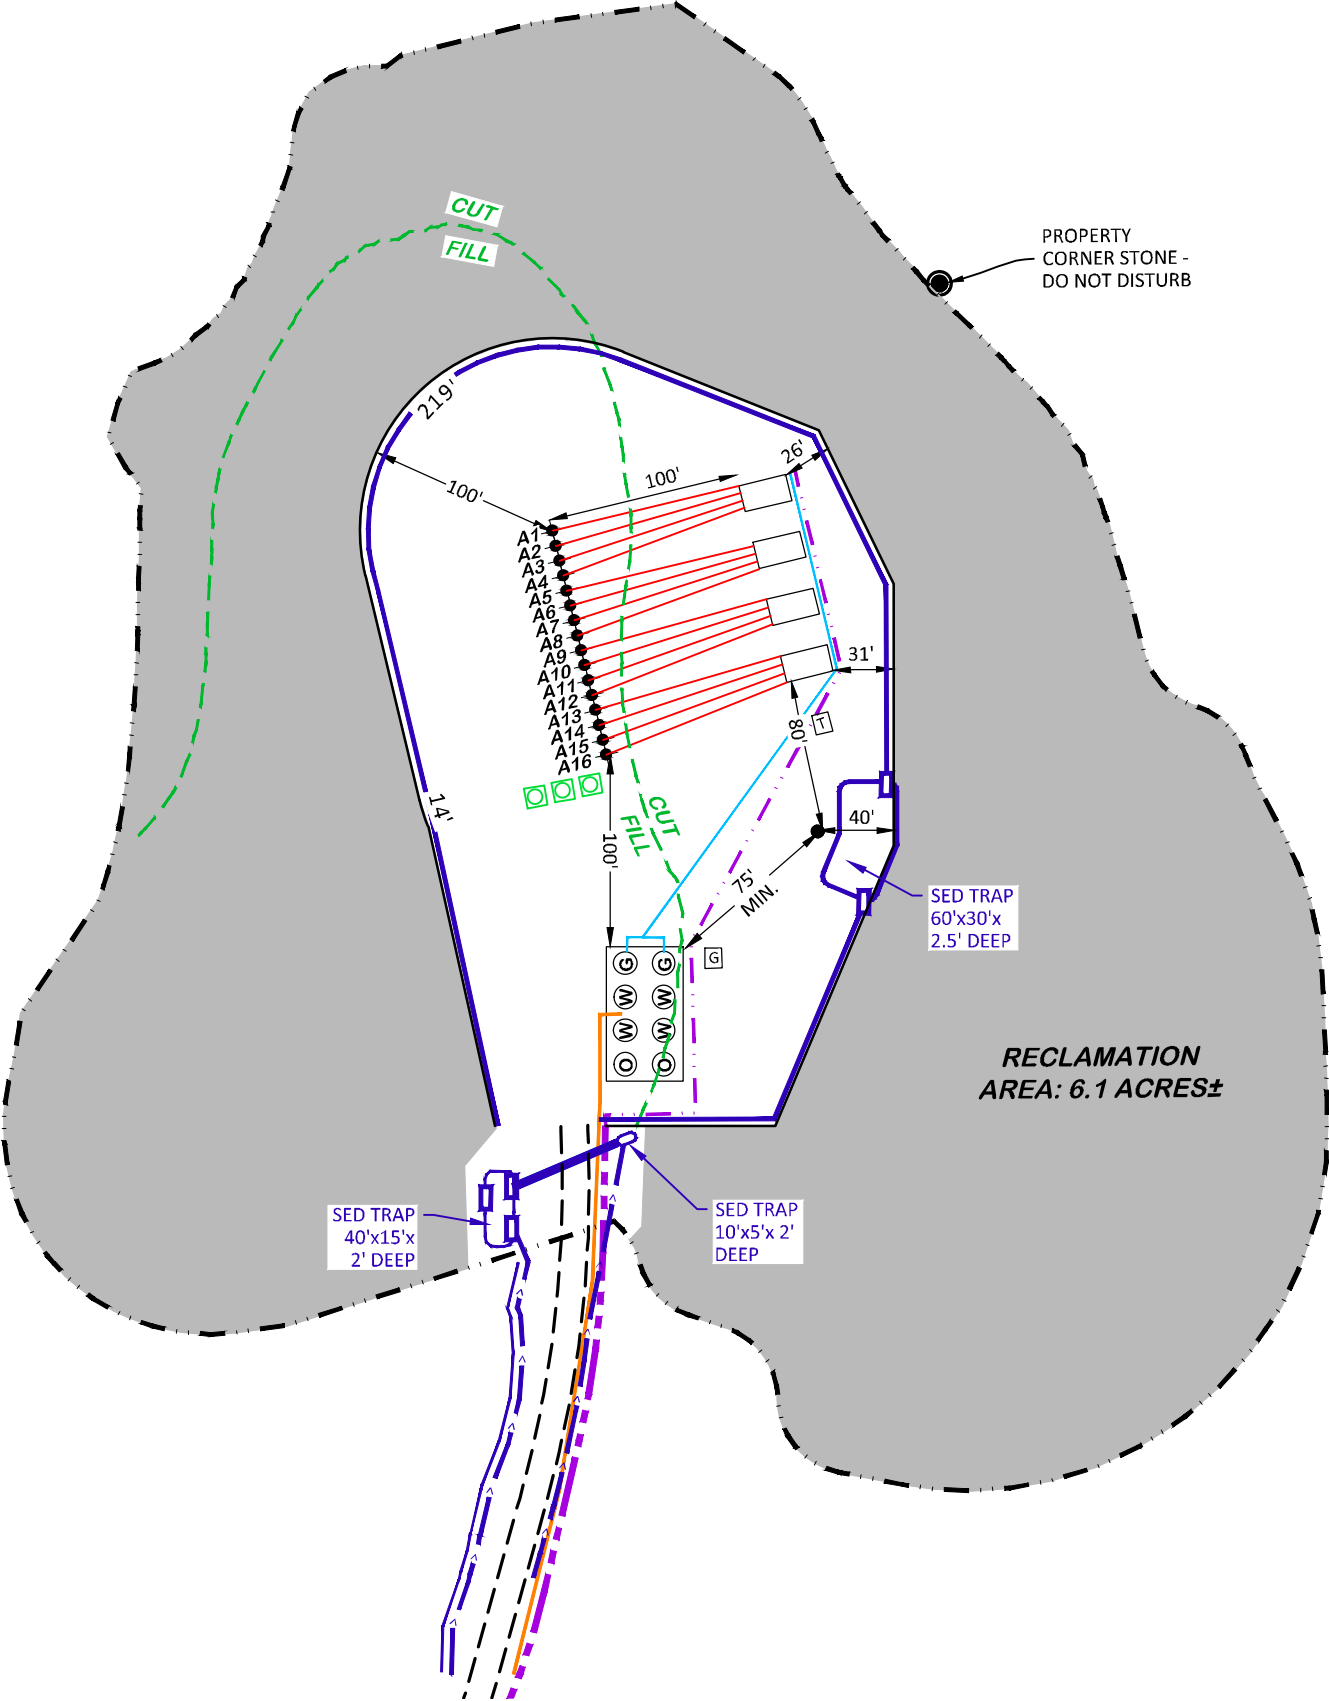 CUT
FILL
PROPERTY
CORNER STONE -
DO NOT DISTURB
219'
100'
100'
26'
A1
A2
A3
A4
A5
A6
A7
A8
A9
A10
A11
A12
A13
A14
A15
A16
31'
T
80'
14'
100'
CUT
FILL
40'
75'
MIN.
SED TRAP
60'x30'x
2.5' DEEP
G
G G
W W
W W
O O
RECLAMATION
AREA: 6.1 ACRES±
SED TRAP
40'x15'x
2' DEEP
SED TRAP
10'x5'x 2'
DEEP